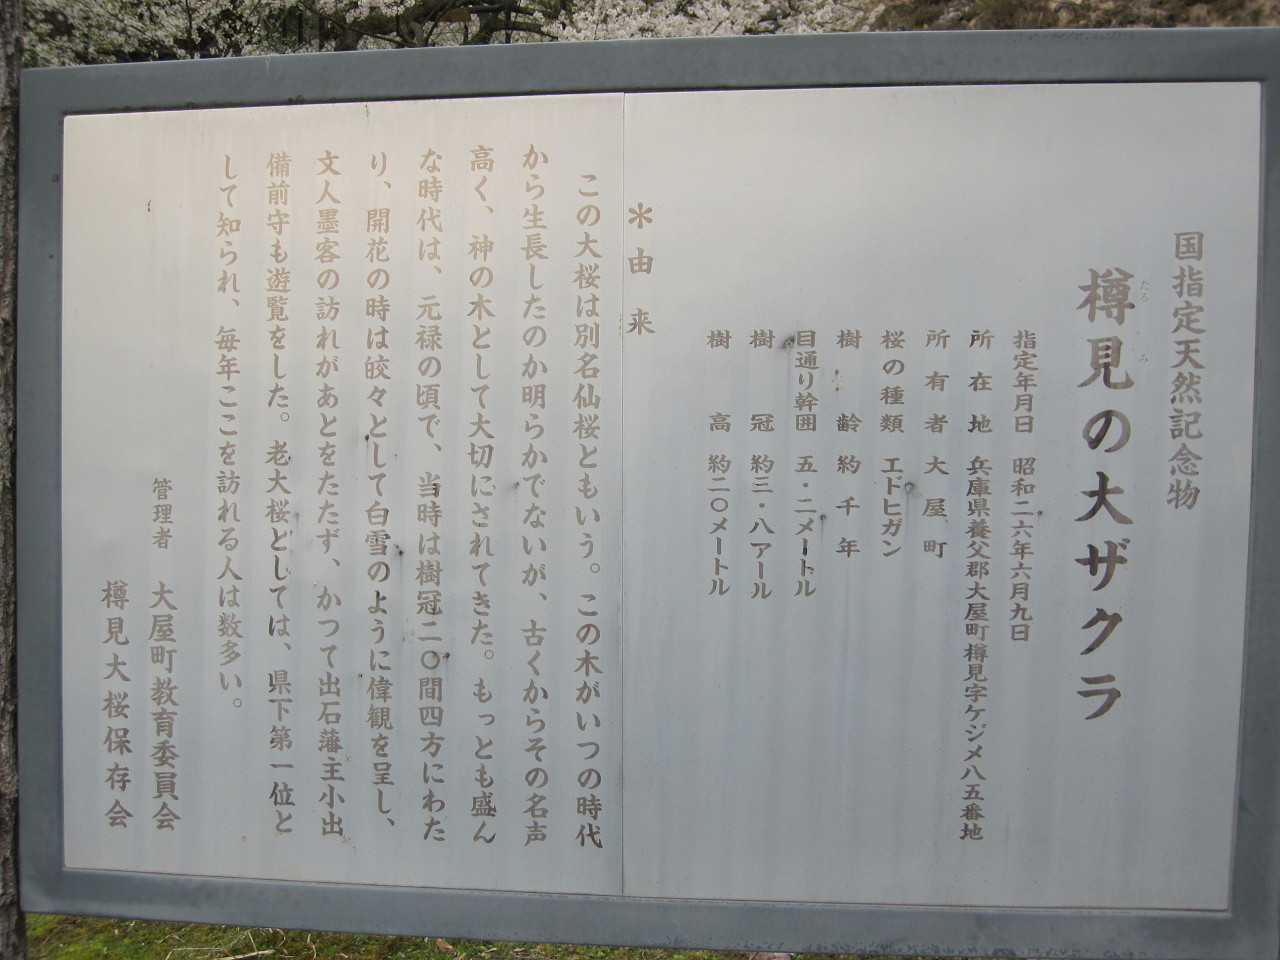 国指定天然記念物
樽見の大ザクラ
たるみ
指定年月日 昭和二六年六月九日
所在地 兵庫県養父郡大屋町樽見字ケジメ八五番地
所有者 大屋町
桜の種類 エドヒガン
樹齢 約千年
目通り幹囲 五・二メートル
樹冠 約三・八アール
樹高 約二〇メートル
＊由来
この大桜は別名仙桜ともいう。この木がいつの時代
から生長したのか明らかでないが、古くからその名声
高く、神の木として大切にされてきた。もっとも盛ん
な時代は、元禄の頃で、当時は樹冠二〇間四方にわた
り、開花の時は皎々として白雪のように偉観を呈し、
文人墨客の訪れがあとをたたず、かつて出石藩主小出
備前守も遊覧をした。老大桜としては、県下第一位と
して知られ、毎年ここを訪れる人は数多い。
管理者 大屋町教育委員会
樽見大桜保存会